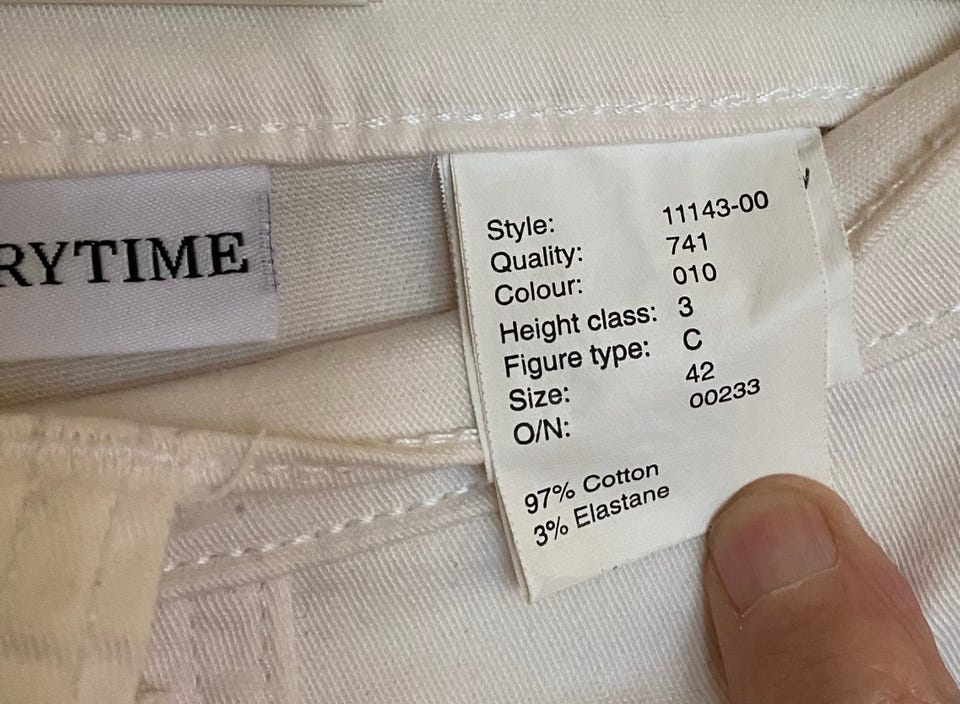 RYTIME
Style: 11143-00
Quality: 741
Colour: 010
Height class: 3
Figure type: C
Size: 42
O/N: 00233
97% Cotton
3% Elastane